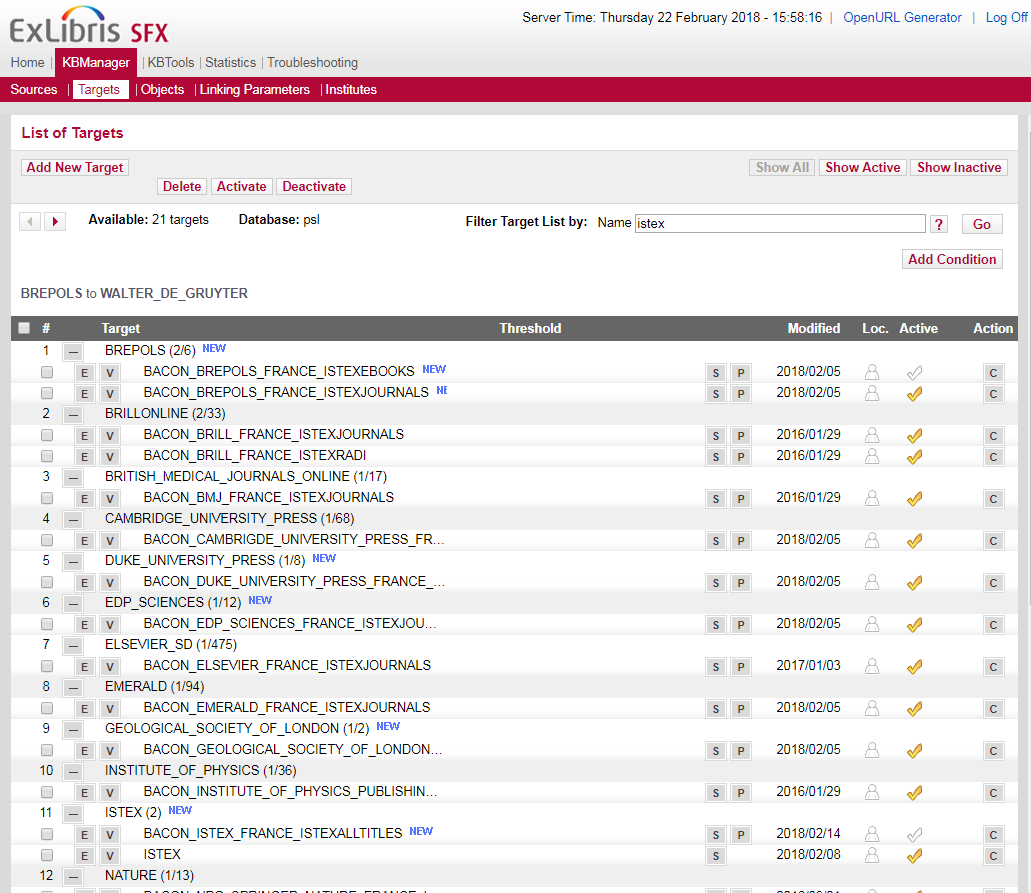 ExLibris SFX
Server Time: Thursday 22 February 2018 - 15:58:16 | OpenURL Generator | Log Off
Home | KBManager | KBTools | Statistics | Troubleshooting
Sources | Targets | Objects | Linking Parameters | Institutes
List of Targets
Add New Target Show All Show Active Show Inactive
Delete Activate Deactivate
Available: 21 targets Database: psl Filter Target List by: Name istex ? Go
Add Condition
BREPOLS to WALTER_DE_GRUYTER
# Target Threshold Modified Loc. Active Action
1 – BREPOLS (2/6) NEW
E V BACON_BREPOLS_FRANCE_ISTEXEBOOKS NEW S P 2018/02/05 C
E V BACON_BREPOLS_FRANCE_ISTEXJOURNALS NE S P 2018/02/05 C
2 – BRILLONLINE (2/33)
E V BACON_BRILL_FRANCE_ISTEXJOURNALS S P 2016/01/29 C
E V BACON_BRILL_FRANCE_ISTEXRADI S P 2016/01/29 C
3 – BRITISH_MEDICAL_JOURNALS_ONLINE (1/17)
E V BACON_BMJ_FRANCE_ISTEXJOURNALS S P 2016/01/29 C
4 – CAMBRIDGE_UNIVERSITY_PRESS (1/68)
E V BACON_CAMBRIGDE_UNIVERSITY_PRESS_FR... S P 2018/02/05 C
5 – DUKE_UNIVERSITY_PRESS (1/8) NEW
E V BACON_DUKE_UNIVERSITY_PRESS_FRANCE_... S P 2018/02/05 C
6 – EDP_SCIENCES (1/12) NEW
E V BACON_EDP_SCIENCES_FRANCE_ISTEXJOU... S P 2018/02/05 C
7 – ELSEVIER_SD (1/475)
E V BACON_ELSEVIER_FRANCE_ISTEXJOURNALS S P 2017/01/03 C
8 – EMERALD (1/94)
E V BACON_EMERALD_FRANCE_ISTEXJOURNALS S P 2018/02/05 C
9 – GEOLOGICAL_SOCIETY_OF_LONDON (1/2) NEW
E V BACON_GEOLOGICAL_SOCIETY_OF_LONDON... S P 2018/02/05 C
10 – INSTITUTE_OF_PHYSICS (1/36)
E V BACON_INSTITUTE_OF_PHYSICS_PUBLISHIN... S P 2016/01/29 C
11 – ISTEX (2) NEW
E V BACON_ISTEX_FRANCE_ISTEXALLTITLES NEW S P 2018/02/14 C
E V ISTEX S 2018/02/08 C
12 – NATURE (1/13)